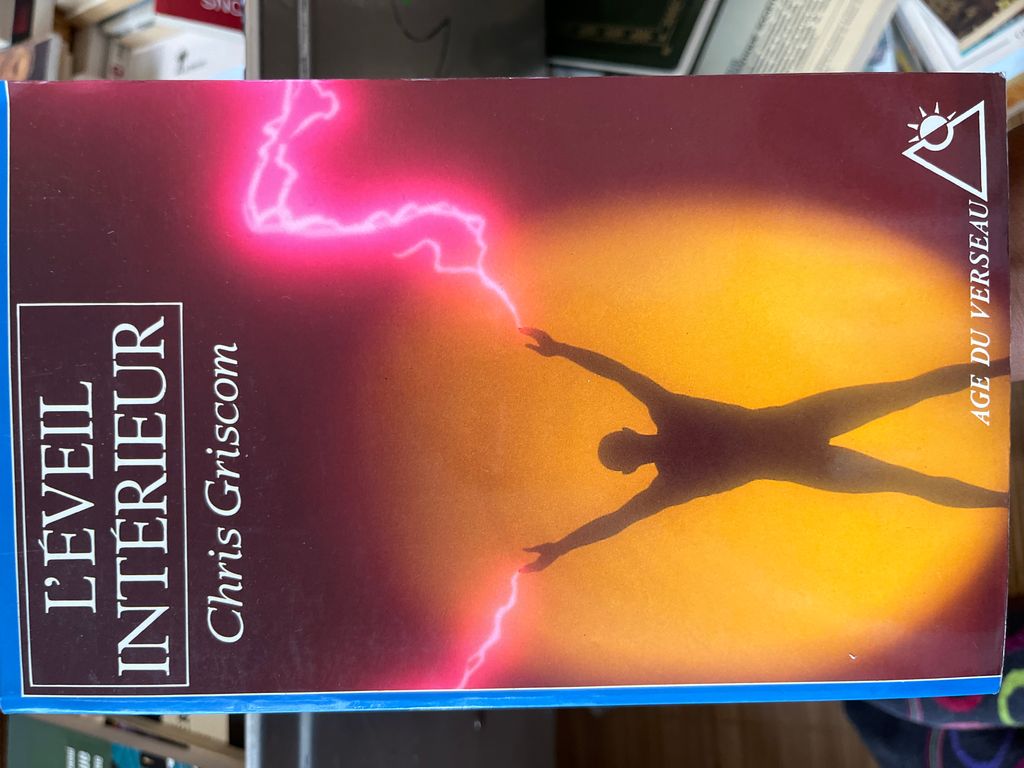 L'ÉVEIL
INTÉRIEUR
Chris Griscom
AGE DU VERSEAU